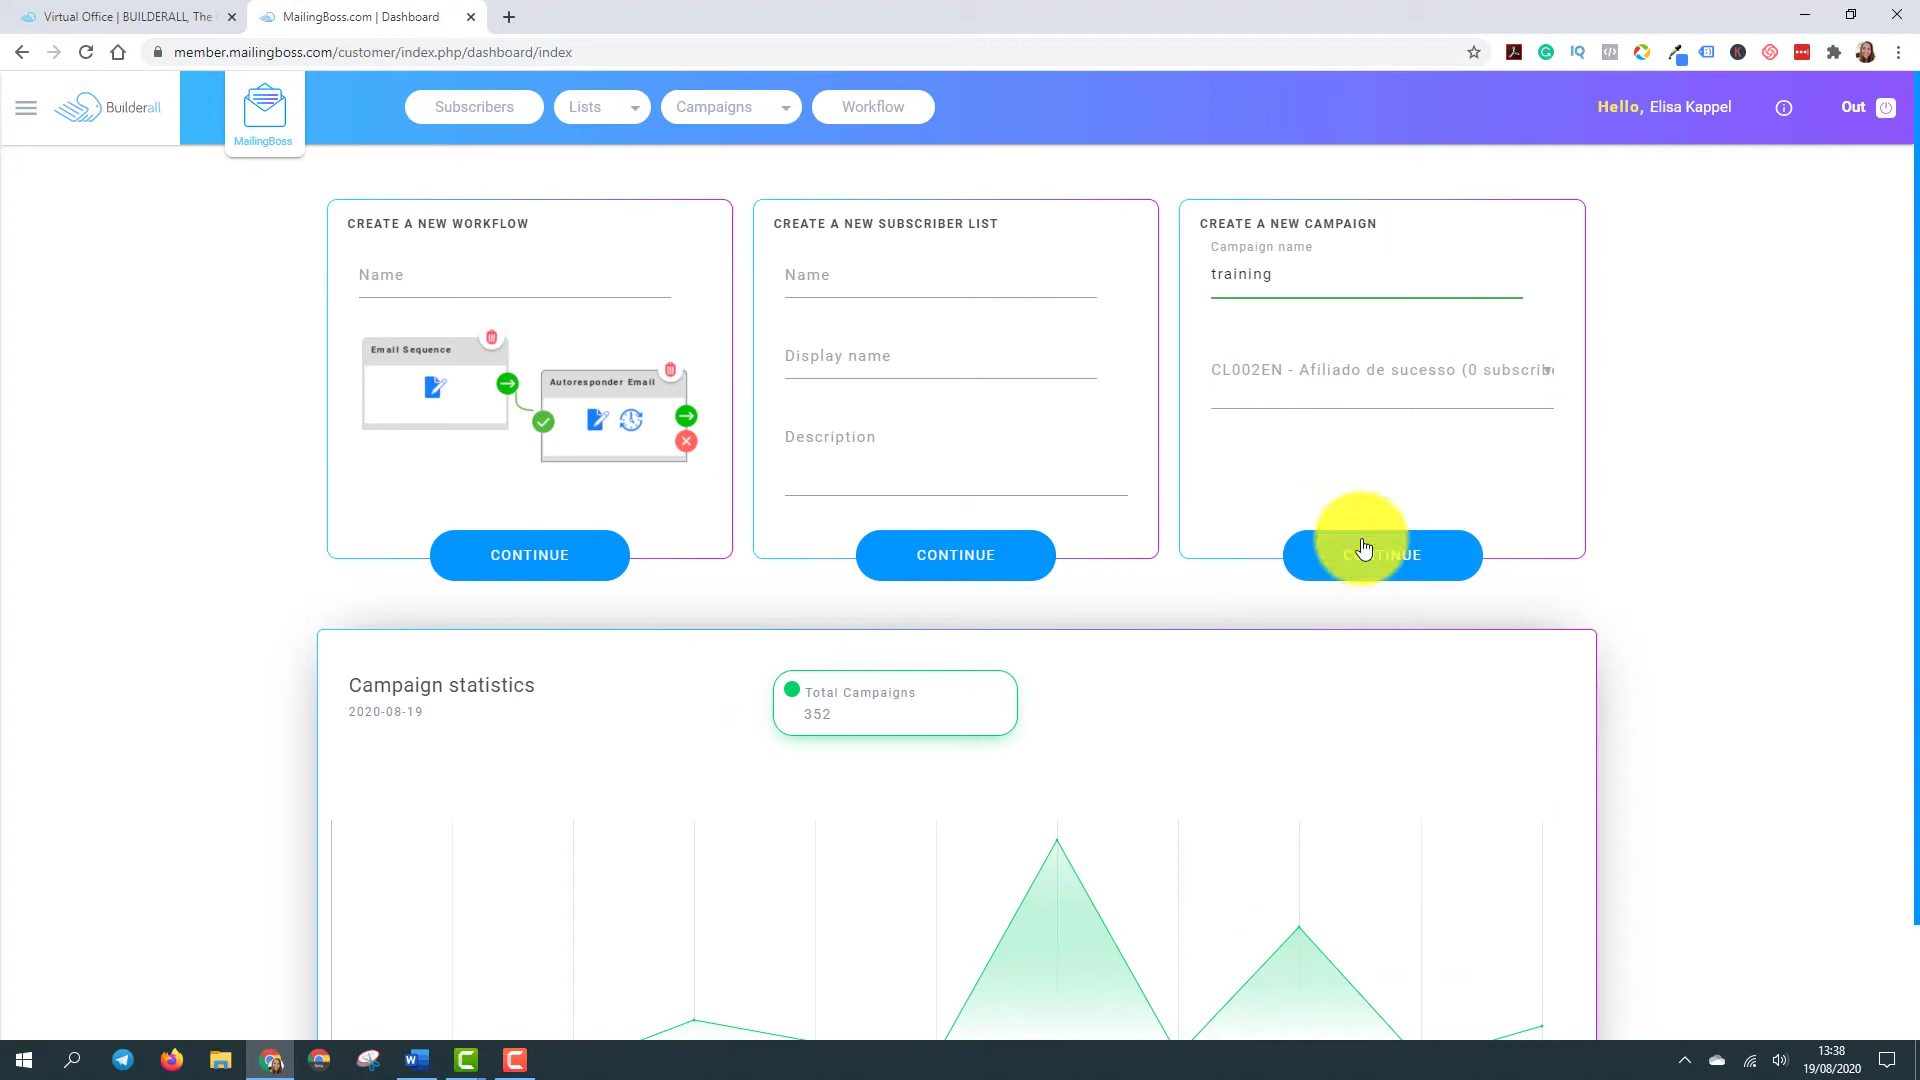 Virtual Office | BUILDERALL, The
MailingBoss.com | Dashboard
member.mailingboss.com/customer/index.php/dashboard/index
Builderall
MailingBoss
Subscribers
Lists
Campaigns
Workflow
Hello, Elisa Kappel
Out
CREATE A NEW WORKFLOW
Name
Email Sequence
Autoresponder Email
CONTINUE
CREATE A NEW SUBSCRIBER LIST
Name
Display name
Description
CONTINUE
CREATE A NEW CAMPAIGN
Campaign name
training
CL002EN - Afiliado de sucesso (0 subscrib
CONTINUE
Campaign statistics
2020-08-19
Total Campaigns
352
13:38
19/08/2020